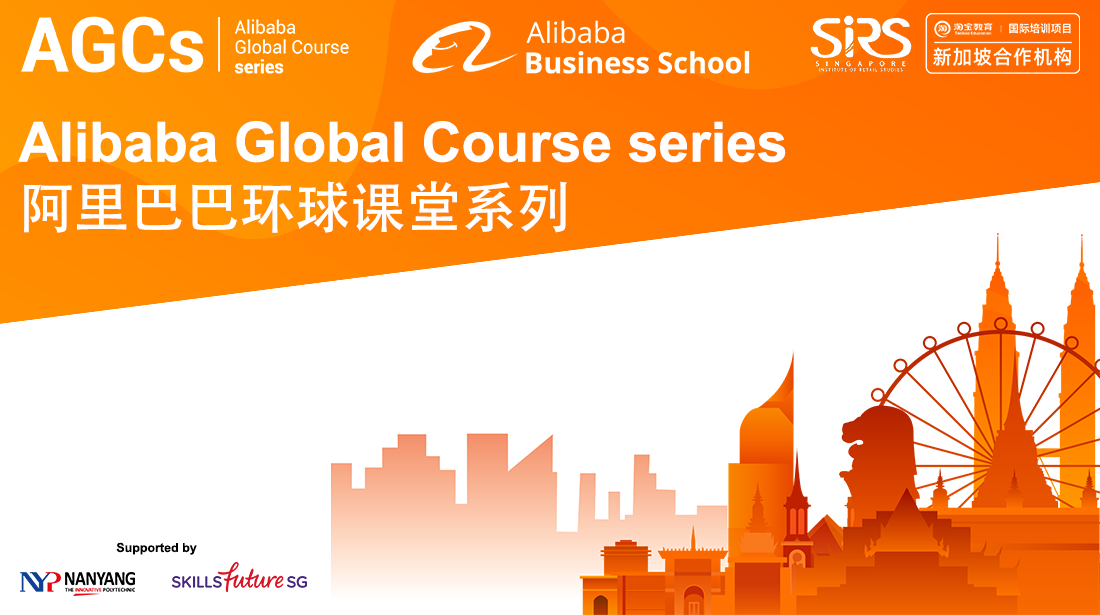 AGCs
Alibaba
Global Course
series
Alibaba
Business School
SIRS
SINGAPORE
INSTITUTE OF RETAIL STUDIES
淘宝教育
Taobao Education
国际培训项目
新加坡合作机构
Alibaba Global Course series
阿里巴巴环球课堂系列
Supported by
NYP NANYANG
THE INNOVATIVE POLYTECHNIC
SKILLSfuture SG